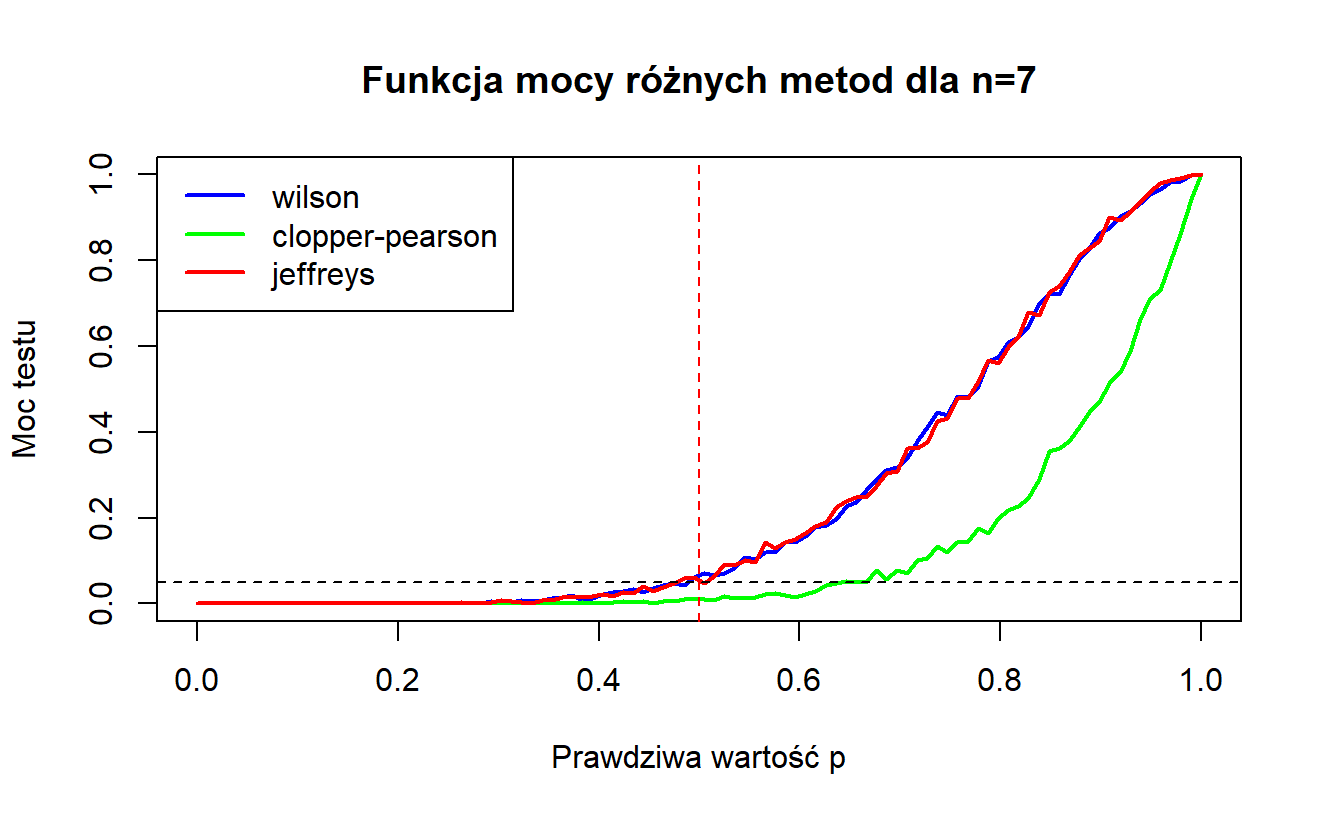 Funkcja mocy różnych metod dla n=7
wilson
clopper-pearson
jeffreys
Moc testu
1.0
0.8
0.6
0.4
0.2
0.0
0.0 0.2 0.4 0.6 0.8 1.0
Prawdziwa wartość p